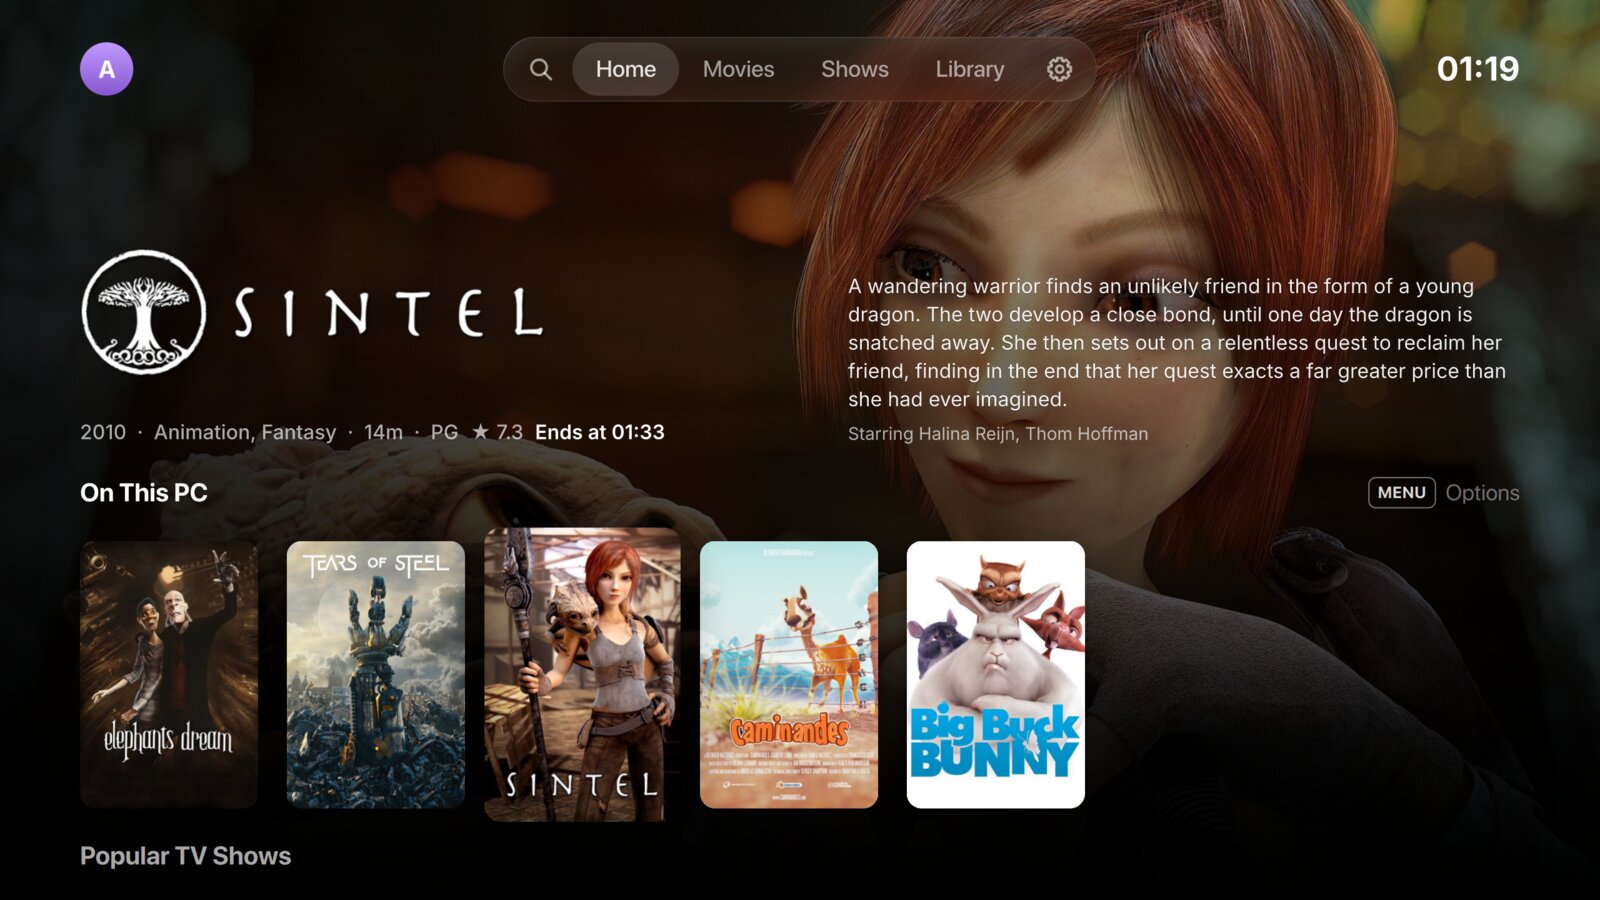 A
Home
Movies
Shows
Library
01:19
SINTEL
A wandering warrior finds an unlikely friend in the form of a young
dragon. The two develop a close bond, until one day the dragon is
snatched away. She then sets out on a relentless quest to reclaim her
friend, finding in the end that her quest exacts a far greater price than
she had ever imagined.
Starring Halina Reijn, Thom Hoffman
2010 · Animation, Fantasy · 14m · PG ★ 7.3 Ends at 01:33
On This PC
MENU Options
elephants dream
TEARS OF STEEL
SINTEL
caminandes
Big Buck
BUNNY
Popular TV Shows